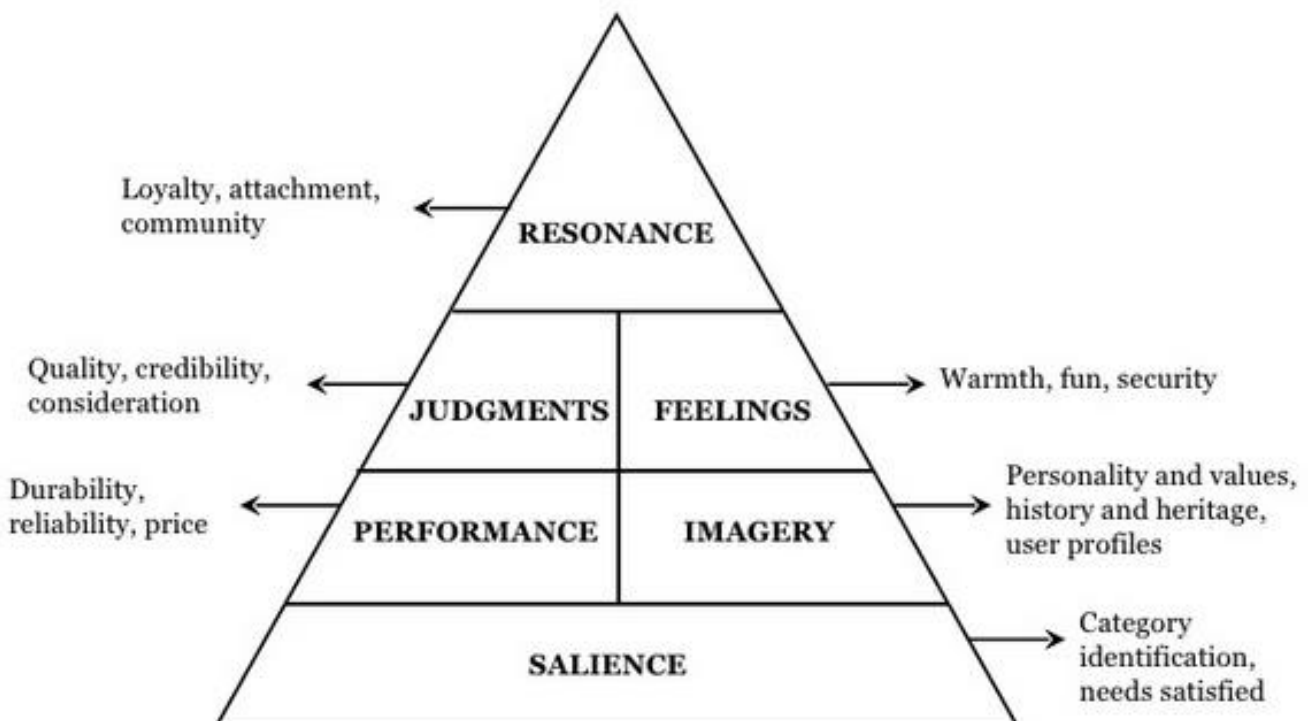 Loyalty, attachment,
community
RESONANCE
Quality, credibility,
consideration
JUDGMENTS
FEELINGS
Warmth, fun, security
Durability,
reliability, price
PERFORMANCE
IMAGERY
Personality and values,
history and heritage,
user profiles
SALIENCE
Category
identification,
needs satisfied